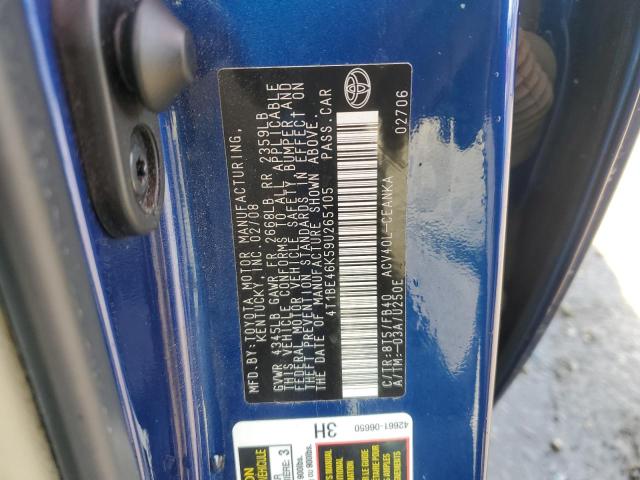 MFD.BY:TOYOTA MOTOR MANUFACTURING,
KENTUCKY, INC. 02/08
GVWR 4345LB GAWR FR 2668LB RR 2359LB
THIS VEHICLE CONFORMS TO ALL APPLICABLE
FEDERAL MOTOR VEHICLE SAFETY, BUMPER, AND
THEFT PREVENTION STANDARDS IN EFFECT ON
THE DATE OF MANUFACTURE SHOWN ABOVE.
4T1BE46K59U265105 PASS.CAR
C/TR:8T5/FB40 ACV40L-CEANKA
A/TM:-03A/U250E
02706
42661-06650
3H